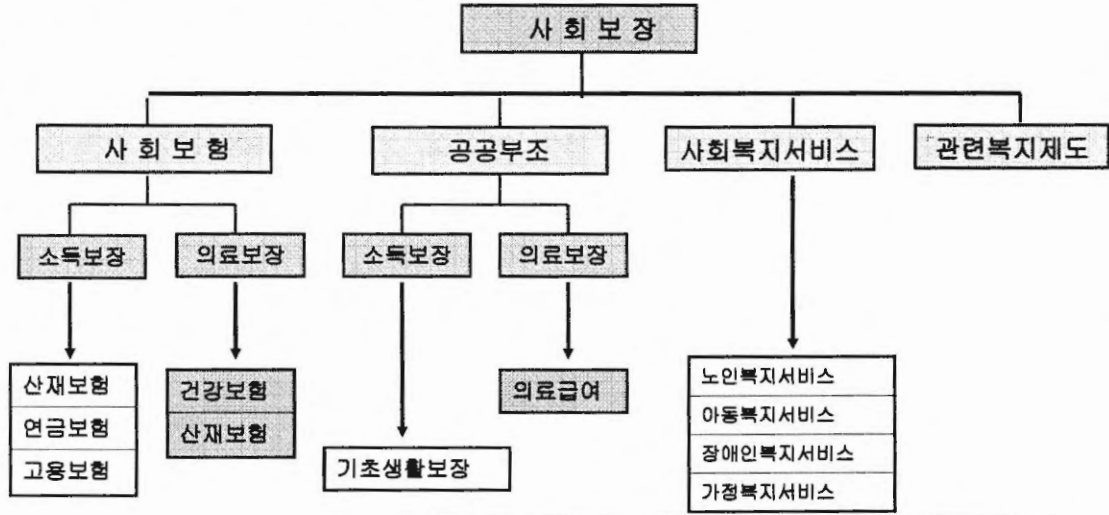 사 회 보 장
사 회 보 험
공공부조
사회복지서비스
관련복지제도
소득보장
의료보장
소득보장
의료보장
산재보험
연금보험
고용보험
건강보험
산재보험
의료급여
기초생활보장
노인복지서비스
아동복지서비스
장애인복지서비스
가정복지서비스